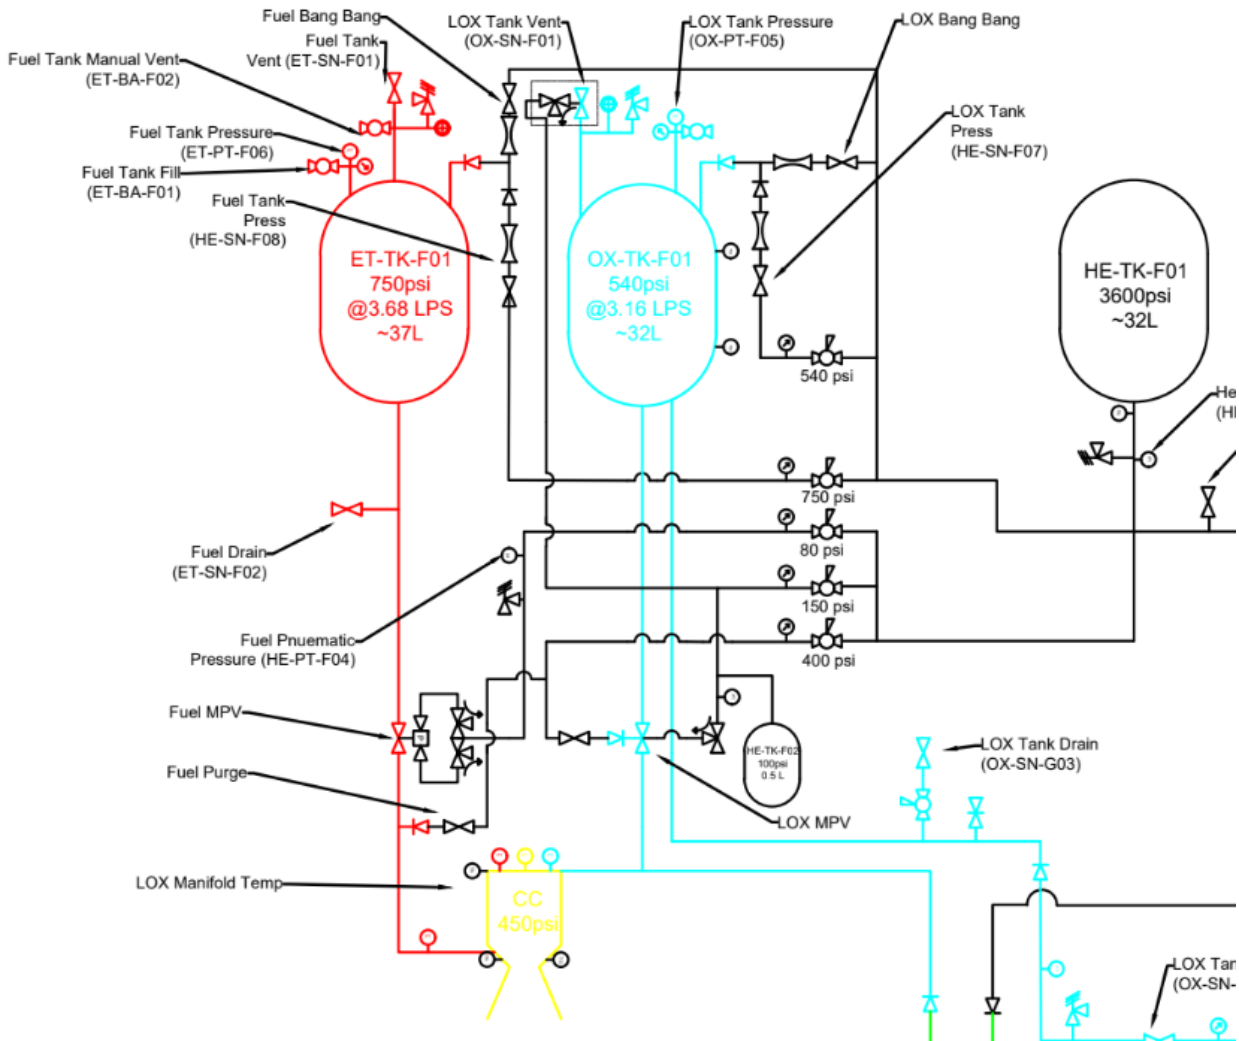 Fuel Bang Bang
LOX Tank Vent
(OX-SN-F01)
LOX Tank Pressure
(OX-PT-F05)
LOX Bang Bang
Fuel Tank
Vent (ET-SN-F01)
Fuel Tank Manual Vent
(ET-BA-F02)
Fuel Tank Pressure
(ET-PT-F06)
Fuel Tank Fill
(ET-BA-F01)
LOX Tank
Press
(HE-SN-F07)
Fuel Tank
Press
(HE-SN-F08)
ET-TK-F01
750psi
@3.68 LPS
~37L
OX-TK-F01
540psi
@3.16 LPS
~32L
HE-TK-F01
3600psi
~32L
540 psi
He
750 psi
80 psi
150 psi
400 psi
Fuel Drain
(ET-SN-F02)
Fuel Pnuematic
Pressure (HE-PT-F04)
Fuel MPV
Fuel Purge
HE-TK-F02
100psi
0.5 L
LOX Tank Drain
(OX-SN-G03)
LOX MPV
LOX Manifold Temp
CC
450psi
LOX Tan
(OX-SN-